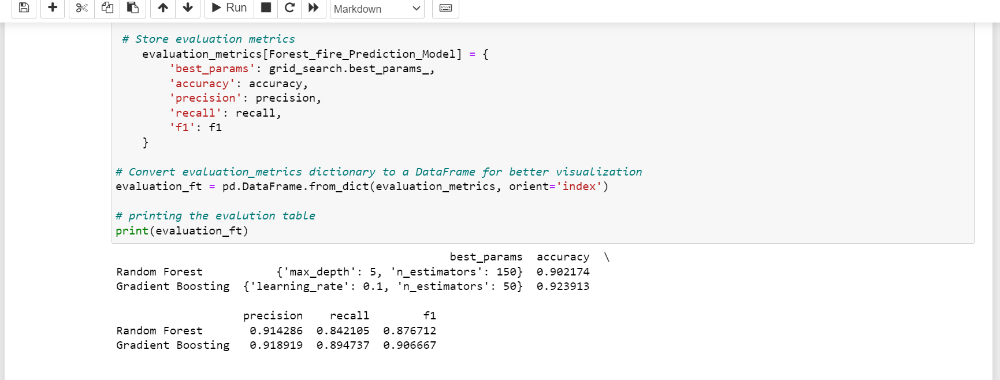 Run Markdown
# Store evaluation metrics
evaluation_metrics[Forest_fire_Prediction_Model] = {
'best_params': grid_search.best_params_,
'accuracy': accuracy,
'precision': precision,
'recall': recall,
'f1': f1
}
# Convert evaluation_metrics dictionary to a DataFrame for better visualization
evaluation_ft = pd.DataFrame.from_dict(evaluation_metrics, orient='index')
# printing the evalution table
print(evaluation_ft)
best_params accuracy \
Random Forest {'max_depth': 5, 'n_estimators': 150} 0.902174
Gradient Boosting {'learning_rate': 0.1, 'n_estimators': 50} 0.923913
precision recall f1
Random Forest 0.914286 0.842105 0.876712
Gradient Boosting 0.918919 0.894737 0.906667